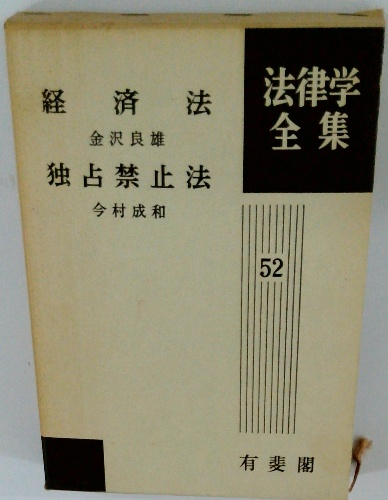 法律学
全集
経済法
金沢良雄
独占禁止法
今村成和
52
有斐閣